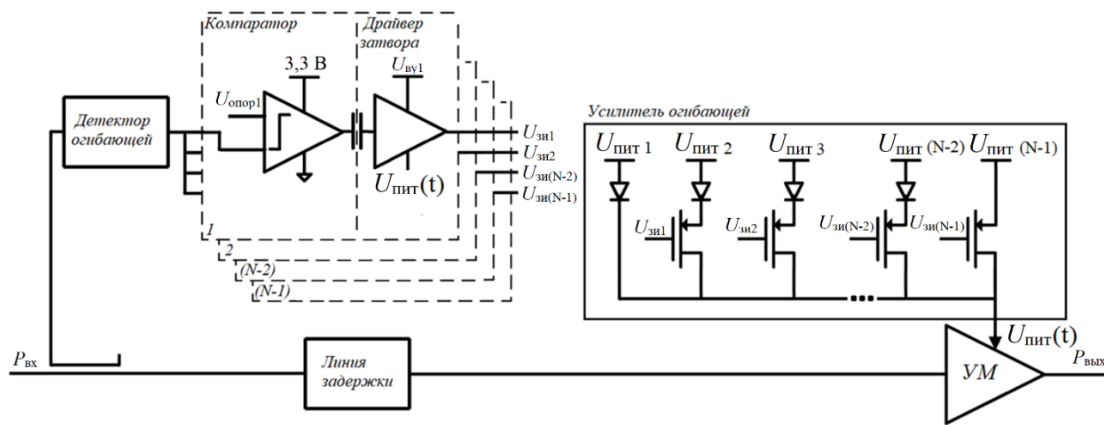 Компаратор
Драйвер
затвора
3,3 В
Uву1
Uопор1
Детектор
огибающей
Uпит(t)
Uзи1
Uзи2
Uзи(N-2)
Uзи(N-1)
1
2
(N-2)
(N-1)
Усилитель огибающей
Uпит 1
Uпит 2
Uпит 3
Uпит (N-2)
Uпит (N-1)
Uзи1
Uзи2
Uзи(N-2)
Uзи(N-1)
Uпит(t)
Pвх
Линия
задержки
УМ
Pвых